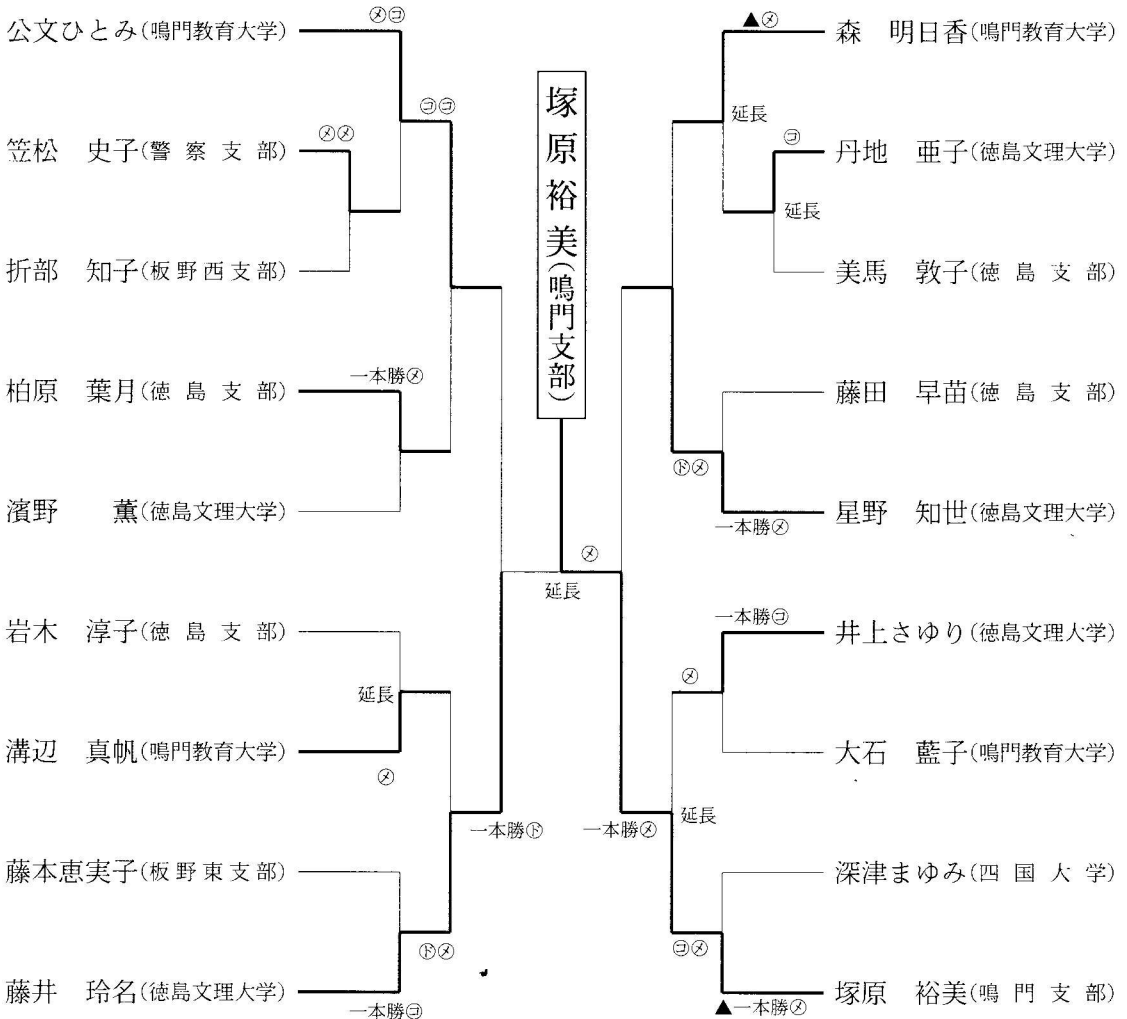 公文ひとみ(鳴門教育大学)
㋱㋙
笠松 史子(警察支部)
㋱㋱
㋙㋙
折部 知子(板野西支部)
柏原 葉月(徳島支部)
一本勝㋱
濱野 薫(徳島文理大学)
岩木 淳子(徳島支部)
延長
溝辺 真帆(鳴門教育大学)
㋱
一本勝㋣゙
藤本恵実子(板野東支部)
㋣゙㋱
藤井 玲名(徳島文理大学)
一本勝㋙
塚原裕美(鳴門支部)
㋱
延長
▲㋱
森 明日香(鳴門教育大学)
延長
㋙
丹地 亜子(徳島文理大学)
延長
美馬 敦子(徳島支部)
藤田 早苗(徳島支部)
㋣゙㋱
星野 知世(徳島文理大学)
一本勝㋱
一本勝㋙
井上さゆり(徳島文理大学)
㋱
大石 藍子(鳴門教育大学)
一本勝㋱
延長
深津まゆみ(四国大学)
㋙㋱
塚原 裕美(鳴門支部)
▲一本勝㋱